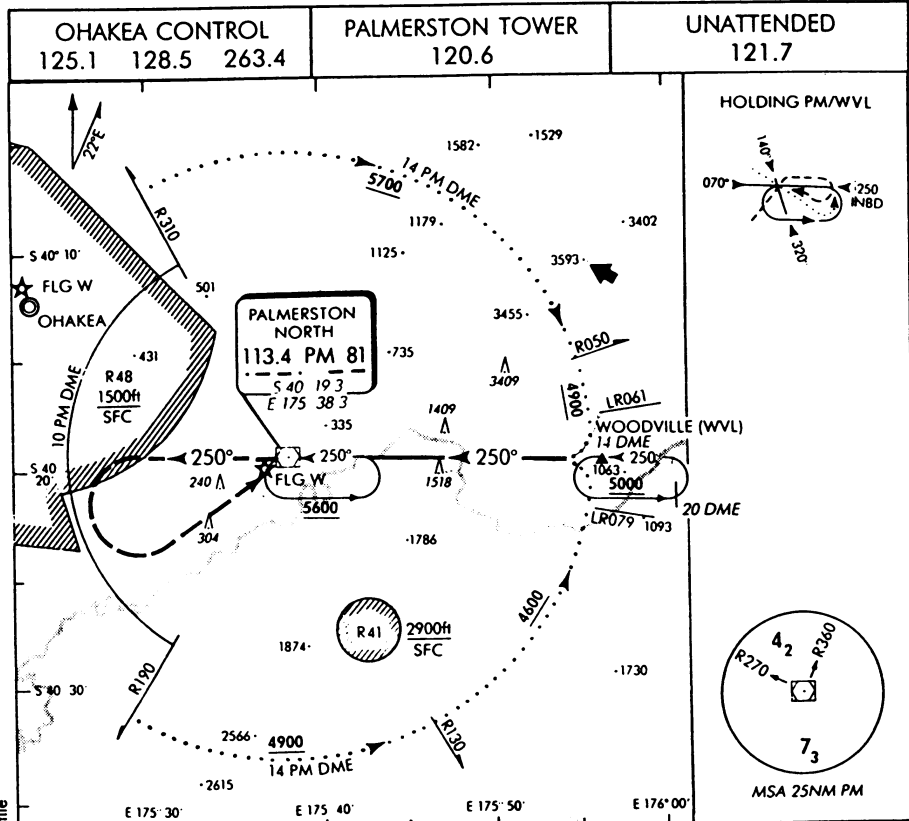 OHAKEA CONTROL
125.1 128.5 263.4
PALMERSTON TOWER
120.6
UNATTENDED
121.7
HOLDING PM/WVL
140°
070°
250
NBD
320°
22°E
1582
1529
14 PM DME
5700
R310
1179
3402
1125
3593
S 40° 10'
FLG W
OHAKEA
501
3455
PALMERSTON
NORTH
113.4 PM 81
S 40 19 3
E 175 38 3
431
735
R050
3409
R48
1500ft
SFC
10 PM DME
4900
LR061
1409
335
WOODVILLE (WVL)
14 DME
250°
250°
250°
250
1063
S 40
20'
240
FLG W
1518
5000
5600
20 DME
304
LR079
1093
1786
4600
R41
2900ft
SFC
1874
R190
1730
S 40 30'
2566
4900
14 PM DME
R130
2615
4₂
R360
R270
7₃
MSA 25NM PM
E 175 30'
E 175 40'
E 175 50'
E 176 00'